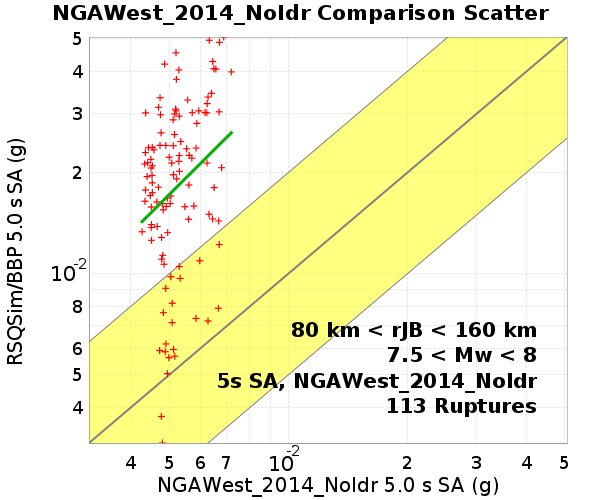 NGAWest_2014_NoIdr Comparison Scatter
RSQSim/BBP 5.0 s SA (g)
5
4
3
2
10-2
8
6
5
4
80 km < rJB < 160 km
7.5 < Mw < 8
5s SA, NGAWest_2014_NoIdr
113 Ruptures
4 5 6 7 10-2 2 3 4 5
NGAWest_2014_NoIdr 5.0 s SA (g)